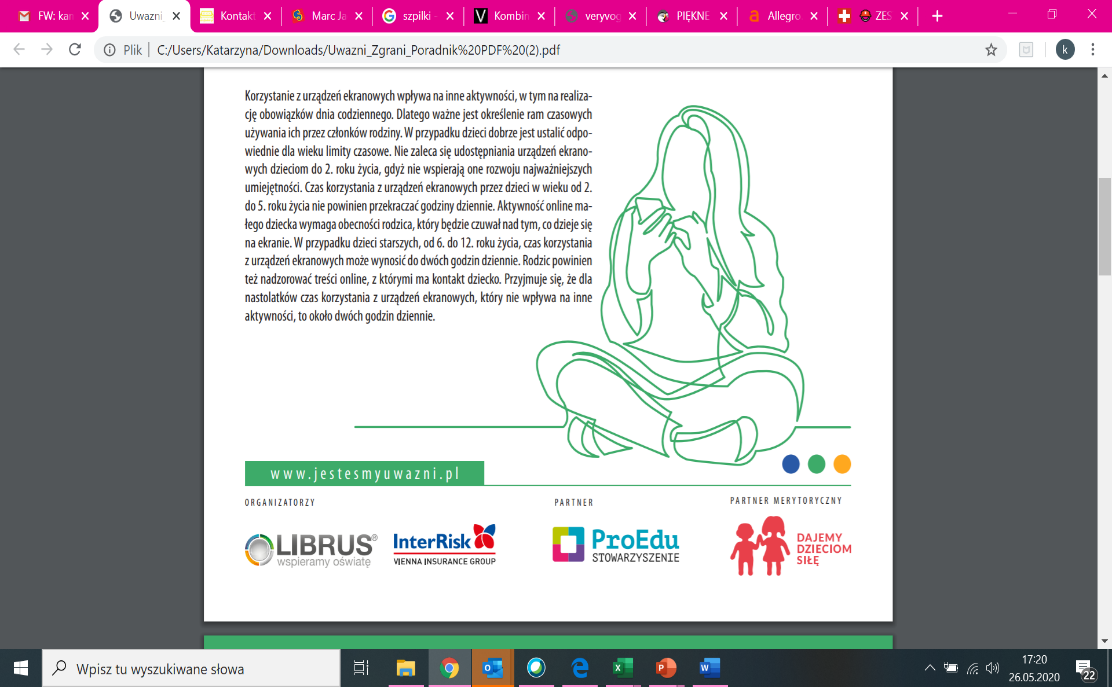 FW: kar
Uważni
Kontakt
Marc Ja
szpilki -
Kombin
veryvog
PIĘKNE
Allegro
ZES
Plik | C:/Users/Katarzyna/Downloads/Uwazni_Zgrani_Poradnik%20PDF%20(2).pdf
k
Korzystanie z urządzeń ekranowych wpływa na inne aktywności, w tym na realiza-
cję obowiązków dnia codziennego. Dlatego ważne jest określenie ram czasowych
używania ich przez członków rodziny. W przypadku dzieci dobrze jest ustalić odpo-
wiednie dla wieku limity czasowe. Nie zaleca się udostępniania urządzeń ekrano-
wych dzieciom do 2. roku życia, gdyż nie wspierają one rozwoju najważniejszych
umiejętności. Czas korzystania z urządzeń ekranowych przez dzieci w wieku od 2.
do 5. roku życia nie powinien przekraczać godziny dziennie. Aktywność online ma-
łego dziecka wymaga obecności rodzica, który będzie czuwał nad tym, co dzieje się
na ekranie. W przypadku dzieci starszych, od 6. do 12. roku życia, czas korzystania
z urządzeń ekranowych może wynosić do dwóch godzin dziennie. Rodzic powinien
też nadzorować treści online, z którymi ma kontakt dziecko. Przyjmuje się, że dla
nastolatków czas korzystania z urządzeń ekranowych, który nie wpływa na inne
aktywności, to około dwóch godzin dziennie.
www.jestesmyuwazni.pl
ORGANIZATORZY
PARTNER
PARTNER MERYTORYCZNY
LIBRUS®
wspieramy oświatę
InterRisk
VIENNA INSURANCE GROUP
ProEdu
STOWARZYSZENIE
DAJEMY
DZIECIOM
SIŁĘ
Wpisz tu wyszukiwane słowa
17:20
26.05.2020
22